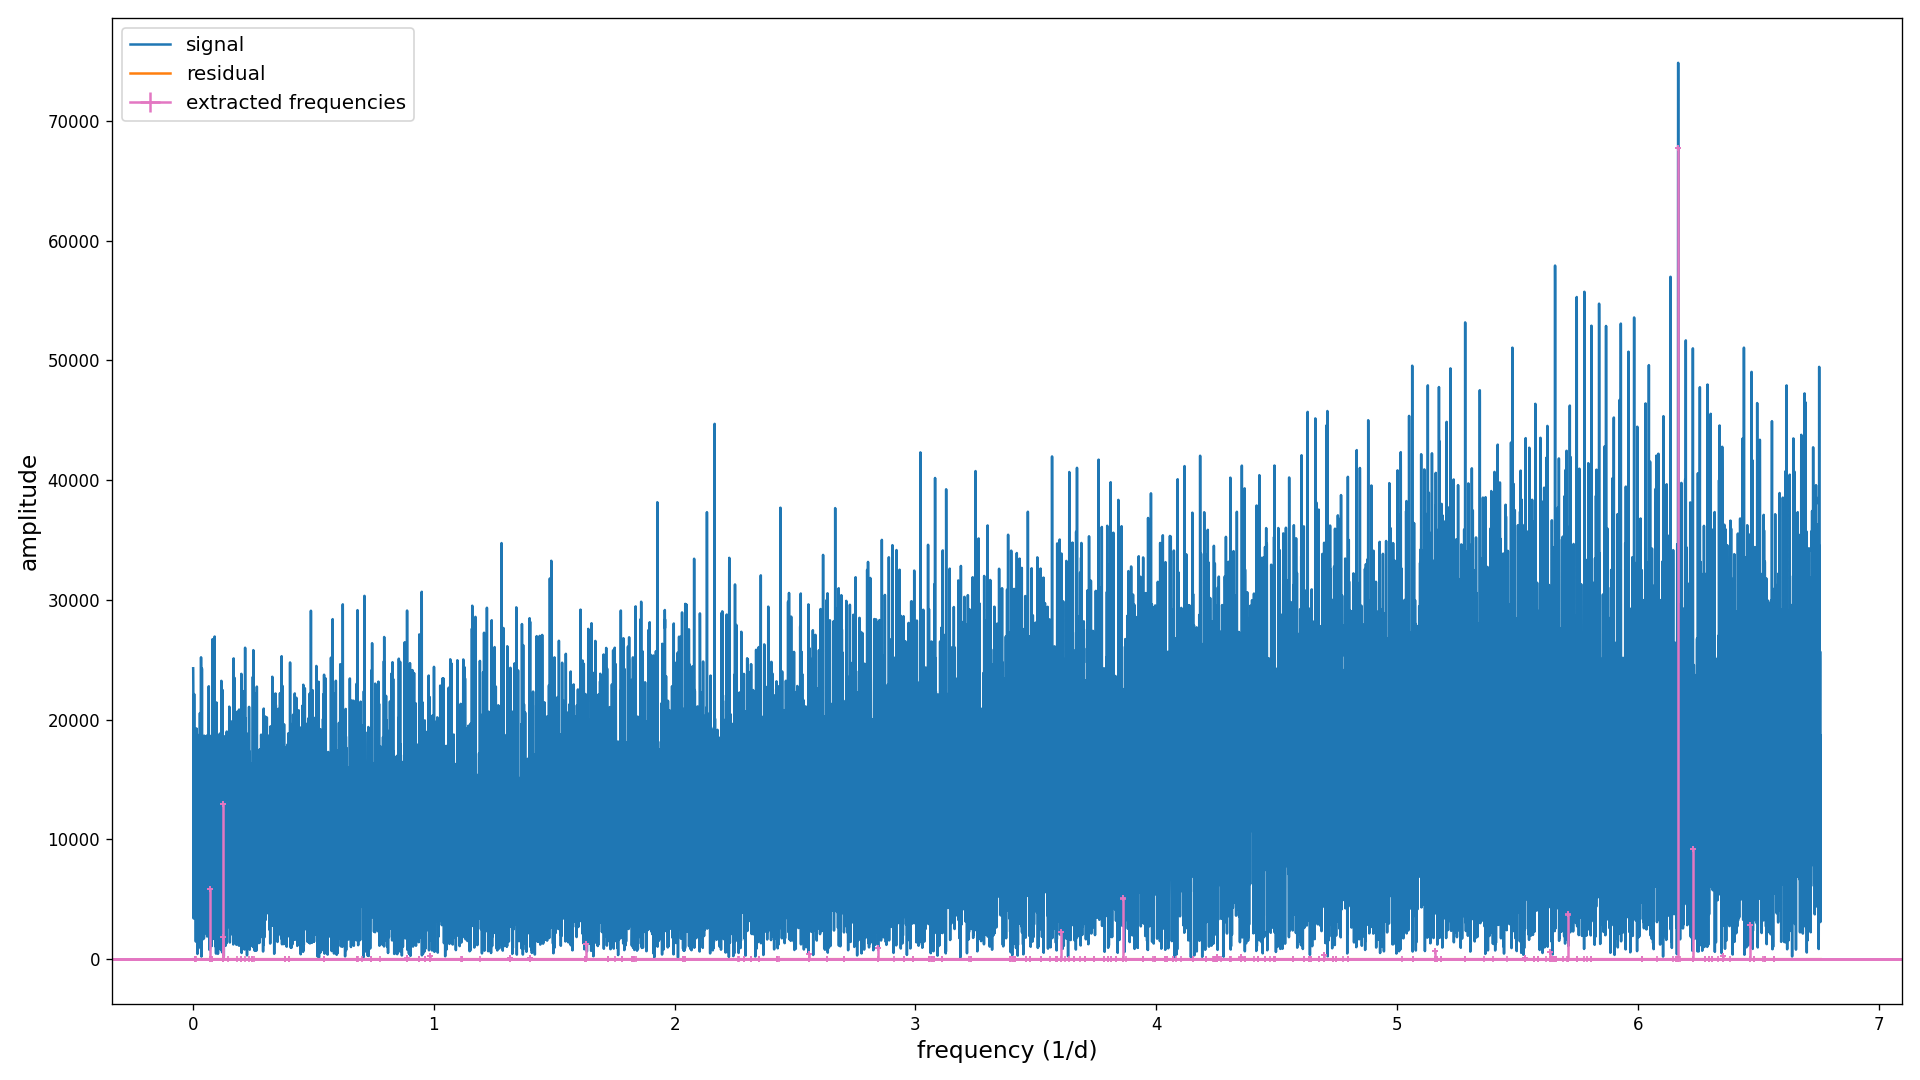 signal
residual
extracted frequencies
amplitude
70000
60000
50000
40000
30000
20000
10000
0
0 1 2 3 4 5 6 7
frequency (1/d)